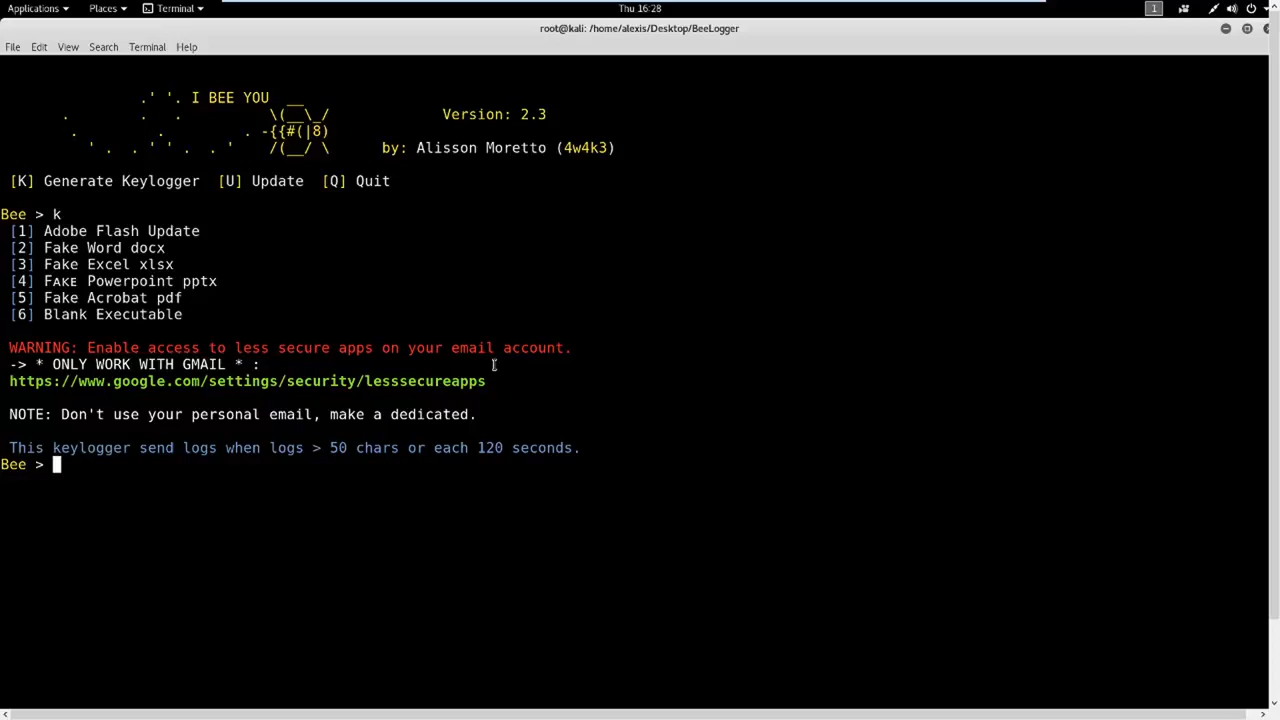 Applications Places Terminal Thu 16:28 1
root@kali: /home/alexis/Desktop/BeeLogger
File Edit View Search Terminal Help
.' '. I BEE YOU __
. . . \(__\_/ Version: 2.3
. . . -{{#(|8)
' . . ' ' . . ' /(__/ \ by: Alisson Moretto (4w4k3)
[K] Generate Keylogger [U] Update [Q] Quit
Bee > k
[1] Adobe Flash Update
[2] Fake Word docx
[3] Fake Excel xlsx
[4] Fᴀᴋᴇ Powerpoint pptx
[5] Fake Acrobat pdf
[6] Blank Executable
WARNING: Enable access to less secure apps on your email account.
-> * ONLY WORK WITH GMAIL * :
https://www.google.com/settings/security/lesssecureapps
NOTE: Don't use your personal email, make a dedicated.
This keylogger send logs when logs > 50 chars or each 120 seconds.
Bee >